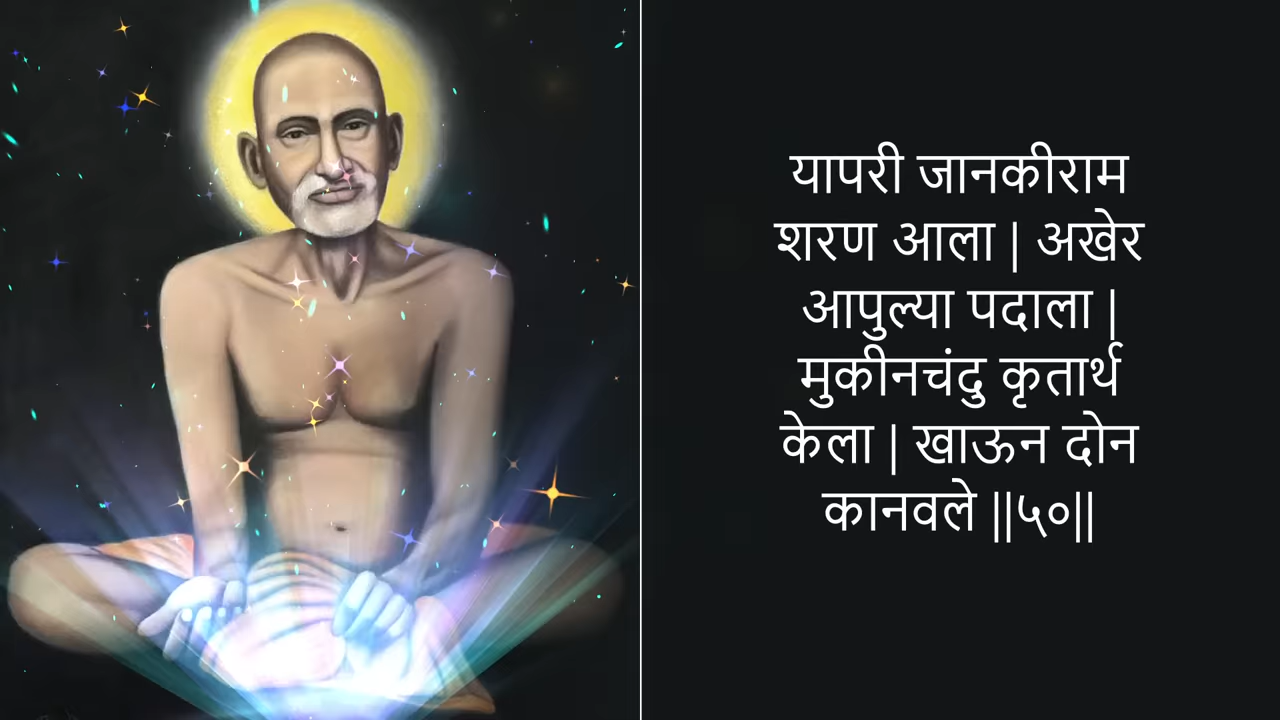 यापरी जानकीराम
शरण आला | अखेर
आपुल्या पदाला |
मुकीनचंदु कृतार्थ
केला | खाऊन दोन
कानवले ||५०||